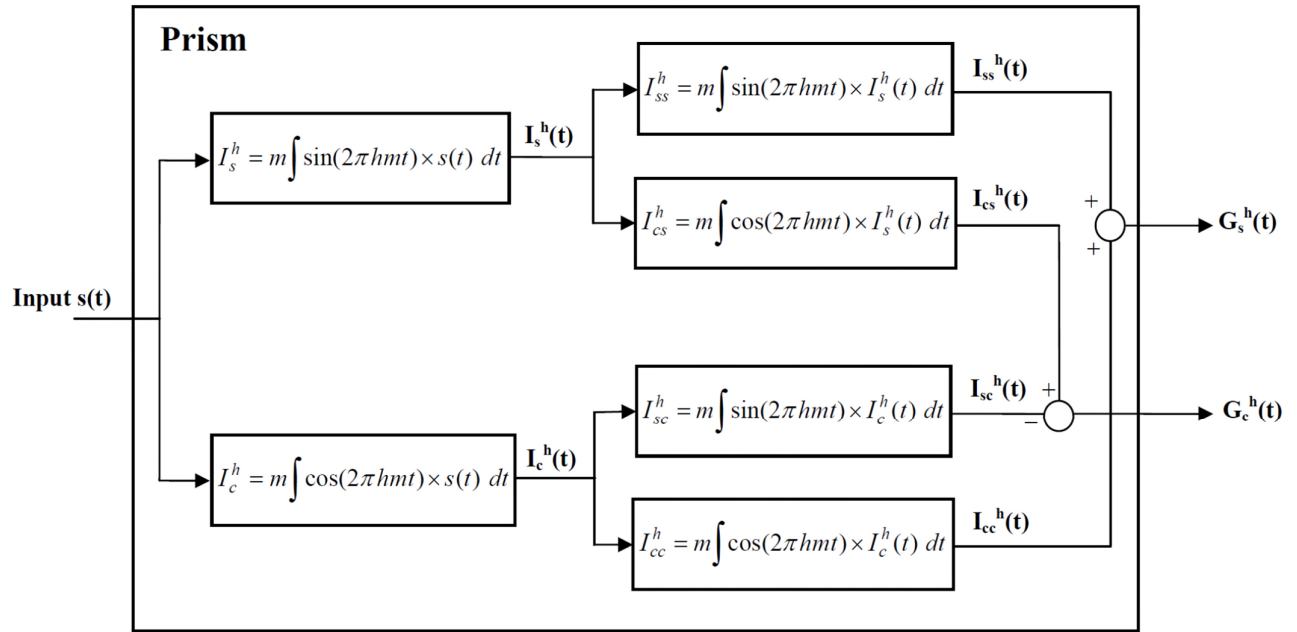 Prism
I_ss^h = m∫sin(2πhmt)×I_s^h(t) dt
I_ss^h(t)
I_s^h = m∫sin(2πhmt)×s(t) dt
I_s^h(t)
I_cs^h = m∫cos(2πhmt)×I_s^h(t) dt
I_cs^h(t)
+
G_s^h(t)
+
Input s(t)
I_sc^h = m∫sin(2πhmt)×I_c^h(t) dt
I_sc^h(t)
+
−
G_c^h(t)
I_c^h = m∫cos(2πhmt)×s(t) dt
I_c^h(t)
I_cc^h = m∫cos(2πhmt)×I_c^h(t) dt
I_cc^h(t)